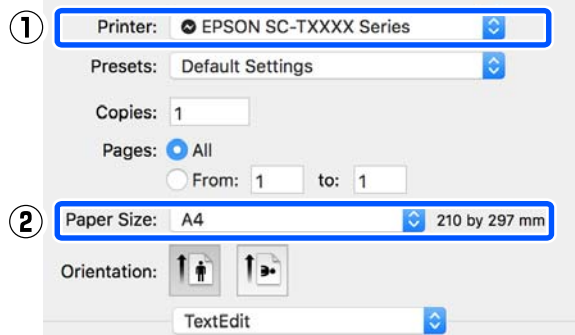 ① Printer: EPSON SC-TXXXX Series
Presets: Default Settings
Copies: 1
Pages: All
From: 1 to: 1
② Paper Size: A4 210 by 297 mm
Orientation:
TextEdit